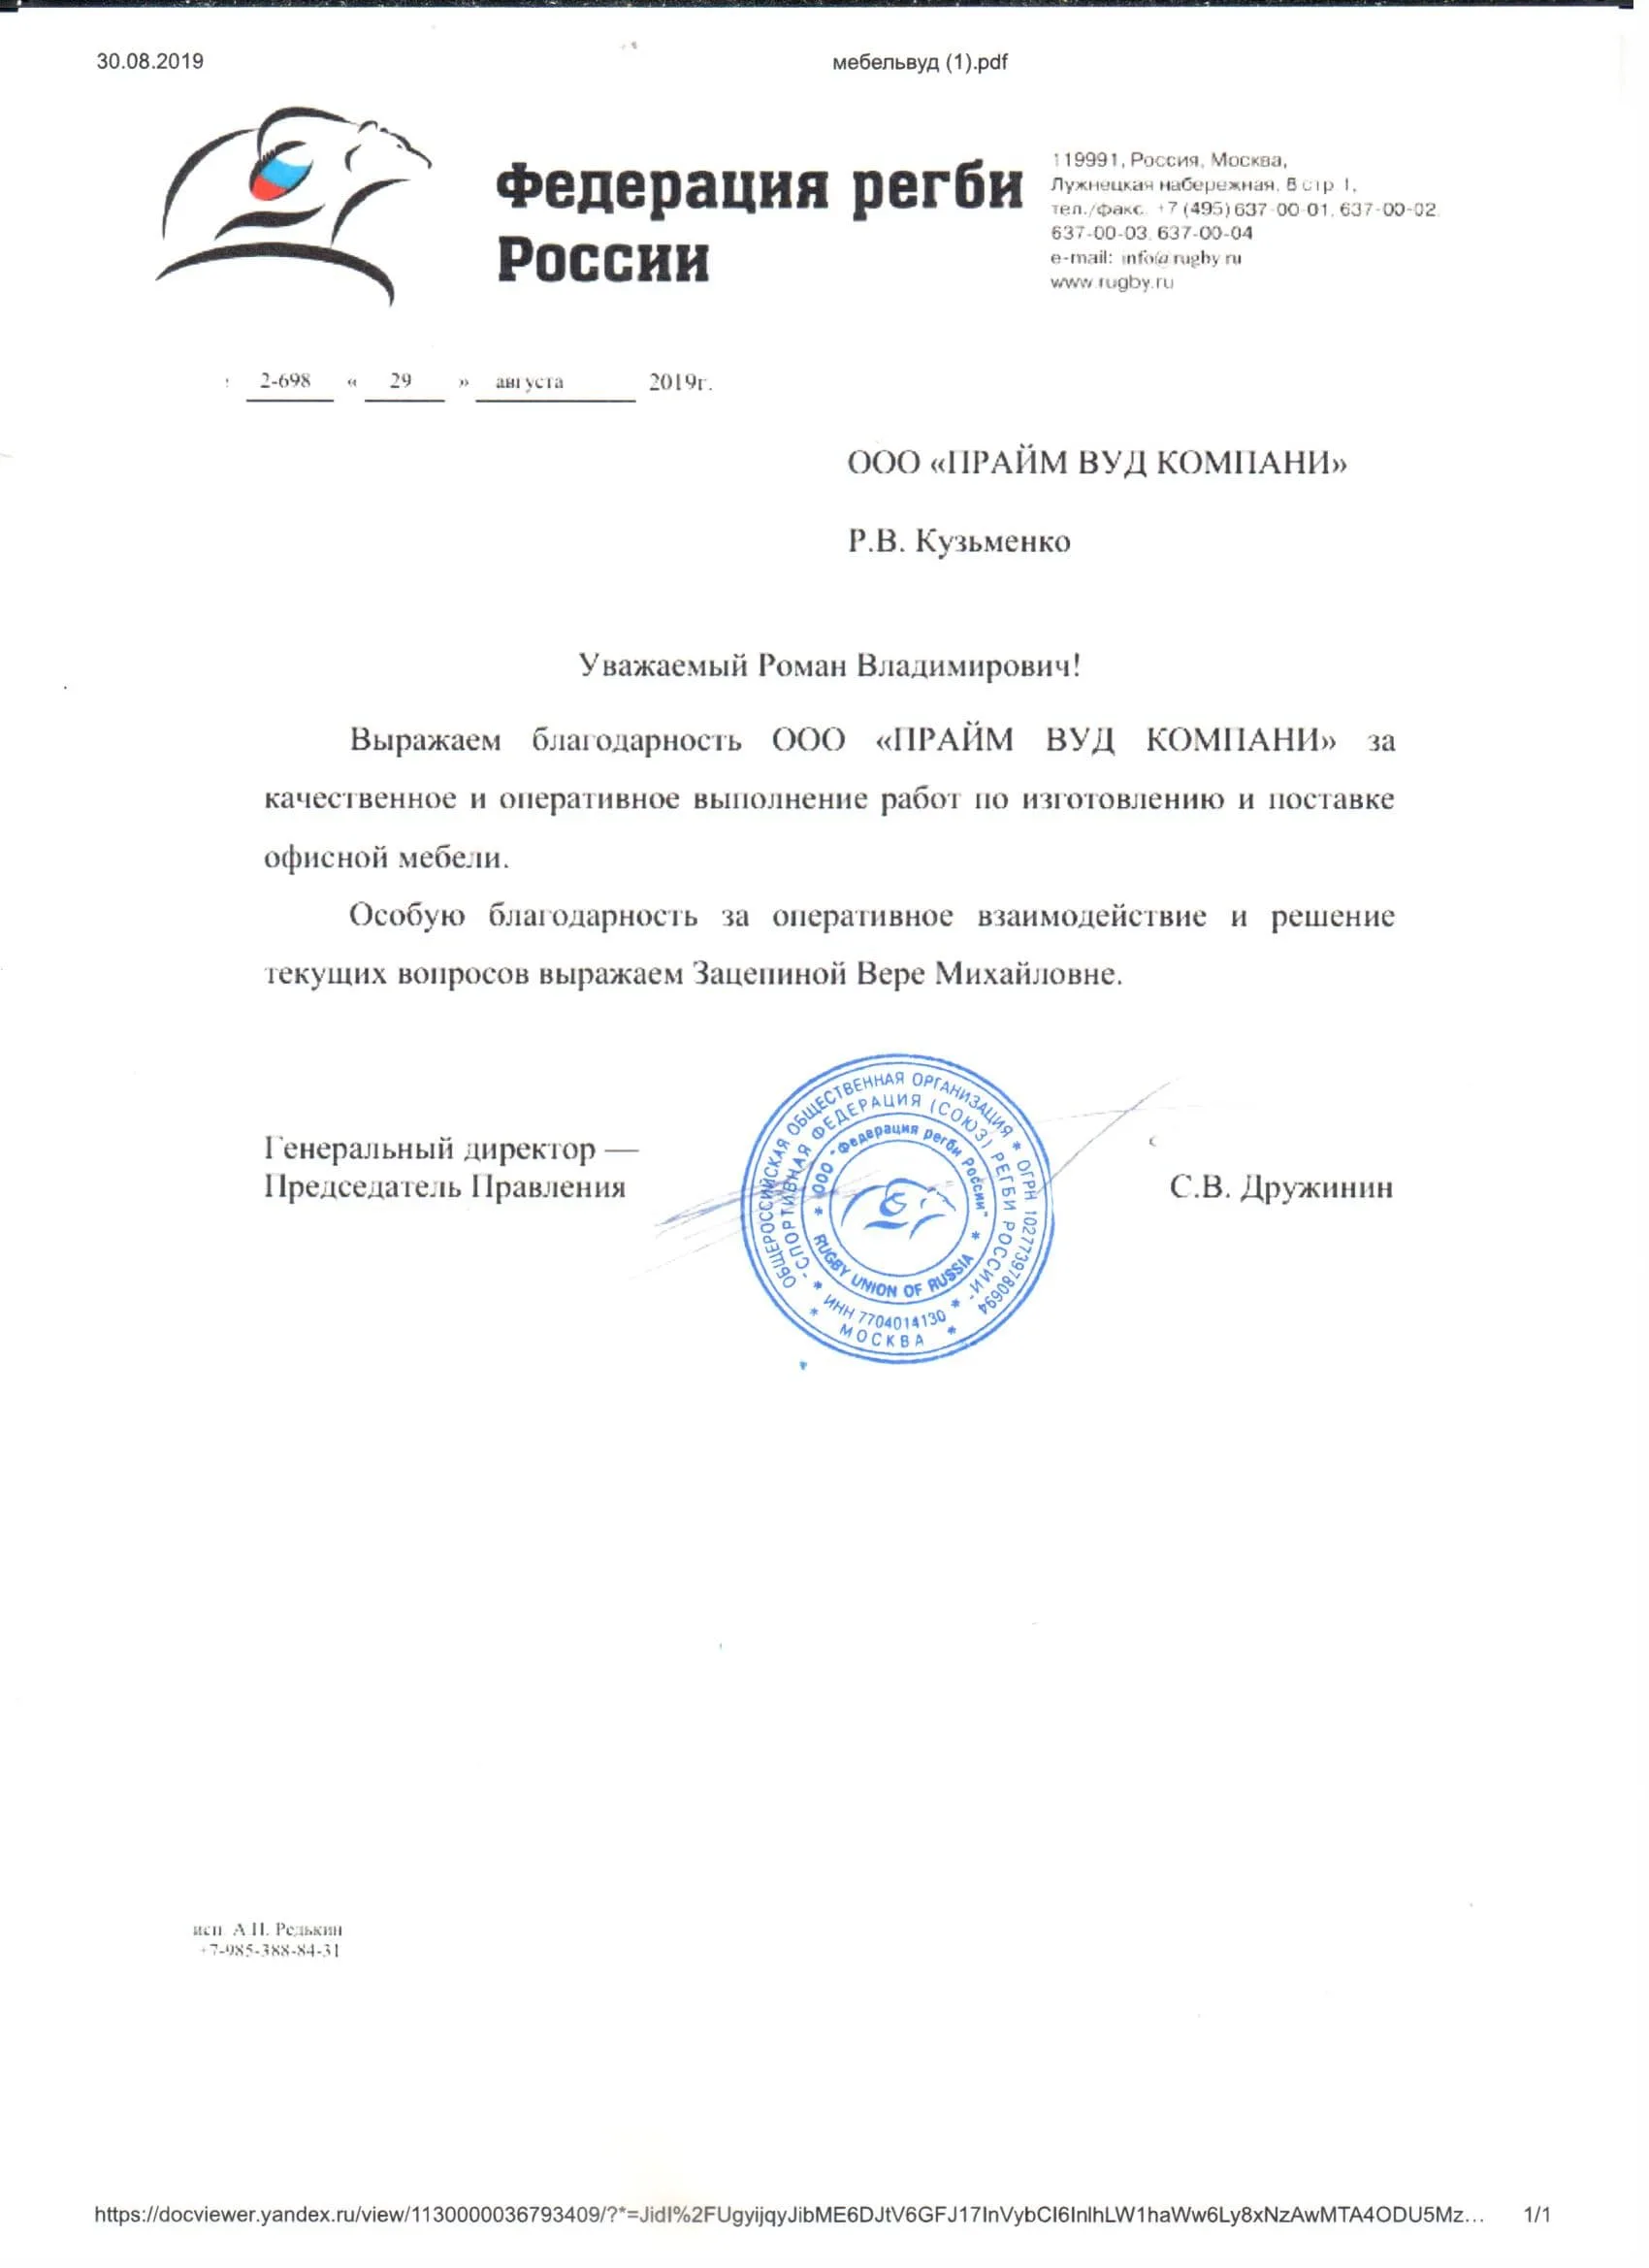 30.08.2019
мебельвуд (1).pdf
Федерация регби
России
119991, Россия, Москва,
Лужнецкая набережная, 8 стр 1,
тел./факс. +7 (495) 637-00-01, 637-00-02,
637-00-03, 637-00-04
e-mail: info@rugby ru
www.rugby.ru
2-698 « 29 » августа 2019г.
ООО «ПРАЙМ ВУД КОМПАНИ»
Р.В. Кузьменко
Уважаемый Роман Владимирович!
Выражаем благодарность ООО «ПРАЙМ ВУД КОМПАНИ» за
качественное и оперативное выполнение работ по изготовлению и поставке
офисной мебели.
Особую благодарность за оперативное взаимодействие и решение
текущих вопросов выражаем Зацепиной Вере Михайловне.
Генеральный директор —
Председатель Правления
С.В. Дружинин
ОБЩЕРОССИЙСКАЯ ОБЩЕСТВЕННАЯ ОРГАНИЗАЦИЯ * ОГРН 1027739780694
* МОСКВА *
-СПОРТИВНАЯ ФЕДЕРАЦИЯ (СОЮЗ) РЕГБИ РОССИИ-
* ИНН 7704014130 *
* ООО "Федерация регби России" *
RUGBY UNION OF RUSSIA
исп. А.П. Редькин
+7-985-388-84-31
https://docviewer.yandex.ru/view/1130000036793409/?*=JidI%2FUgyijqyJibME6DJtV6GFJ17InVybCI6InlhLW1haWw6Ly8xNzAwMTA4ODU5Mz… 1/1